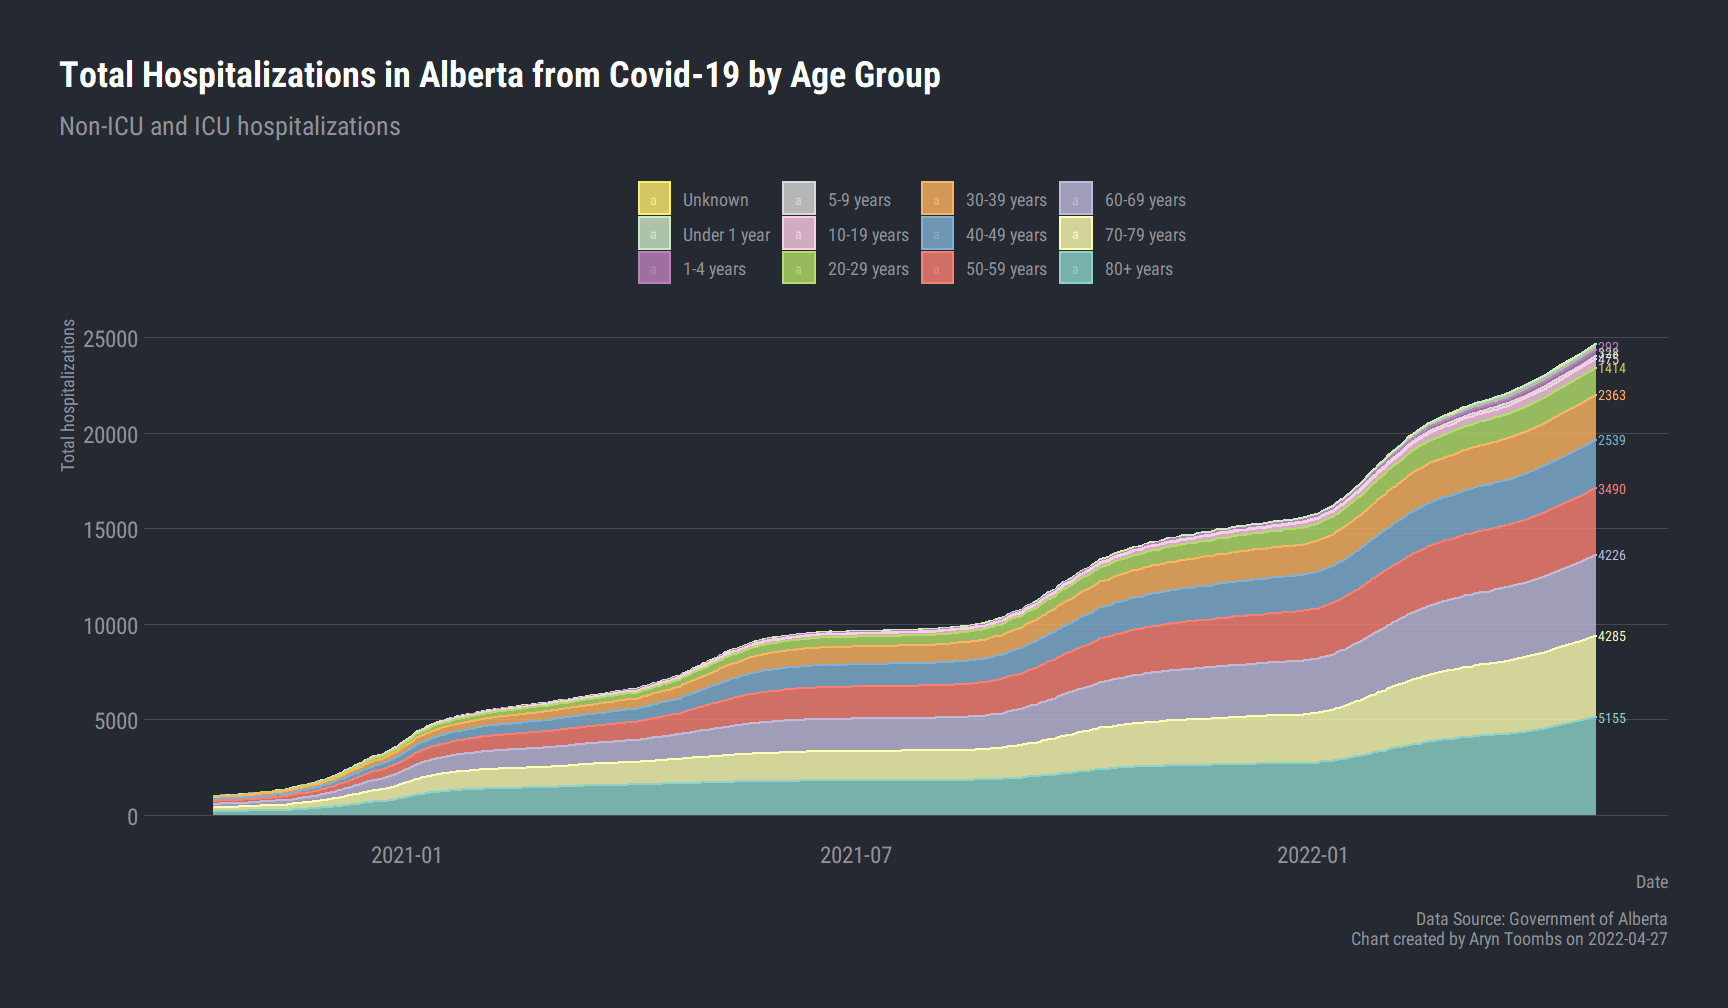 Total Hospitalizations in Alberta from Covid-19 by Age Group
Non-ICU and ICU hospitalizations
a Unknown a 5-9 years a 30-39 years a 60-69 years
a Under 1 year a 10-19 years a 40-49 years a 70-79 years
a 1-4 years a 20-29 years a 50-59 years a 80+ years
Total hospitalizations
25000
20000
15000
10000
5000
0
1414
2363
2539
3490
4226
4285
5155
2021-01 2021-07 2022-01
Date
Data Source: Government of Alberta
Chart created by Aryn Toombs on 2022-04-27